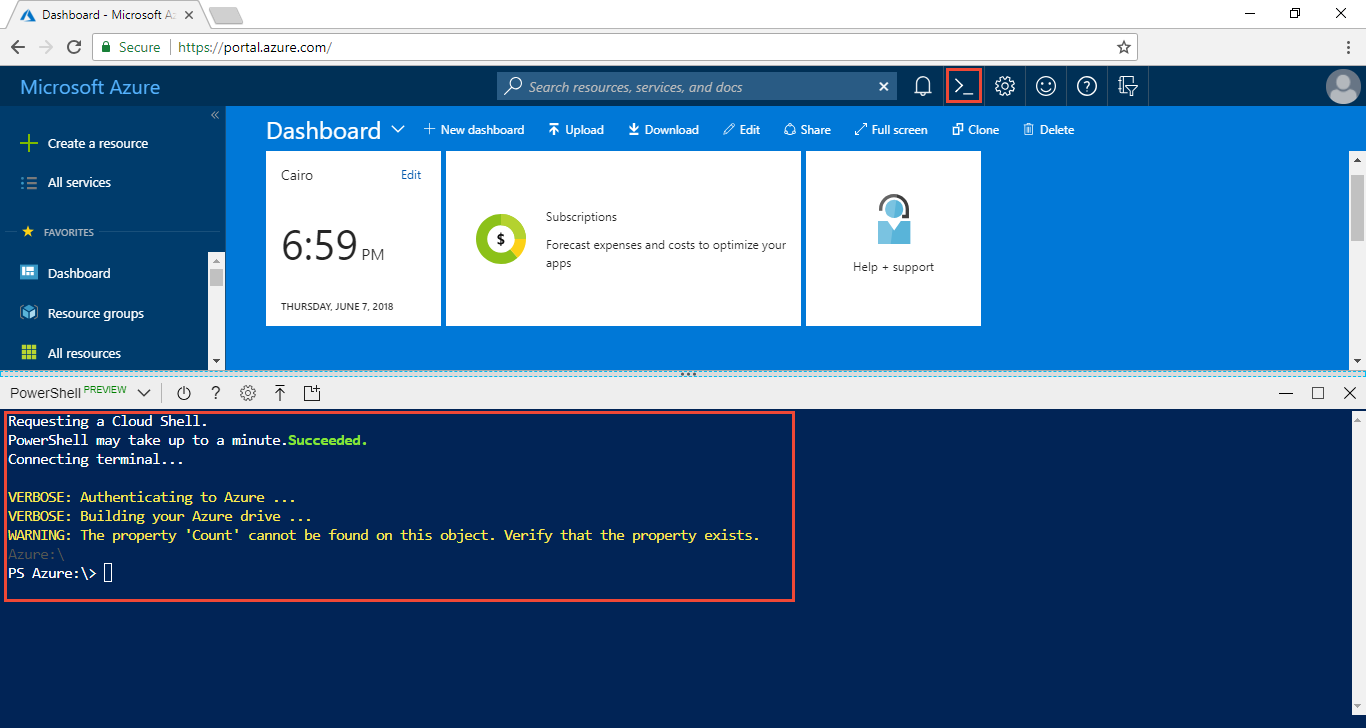 Dashboard - Microsoft Az
Secure
https://portal.azure.com/
Microsoft Azure
Search resources, services, and docs
Create a resource
All services
FAVORITES
Dashboard
Resource groups
All resources
Dashboard
New dashboard
Upload
Download
Edit
Share
Full screen
Clone
Delete
Cairo
Edit
6:59 PM
THURSDAY, JUNE 7, 2018
$
Subscriptions
Forecast expenses and costs to optimize your
apps
Help + support
PowerShell PREVIEW
?
Requesting a Cloud Shell.
PowerShell may take up to a minute.Succeeded.
Connecting terminal...
VERBOSE: Authenticating to Azure ...
VERBOSE: Building your Azure drive ...
WARNING: The property 'Count' cannot be found on this object. Verify that the property exists.
Azure:\
PS Azure:\>